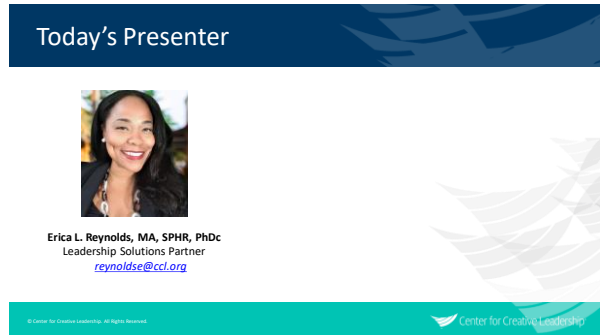 Today's Presenter
Erica L. Reynolds, MA, SPHR, PhDc
Leadership Solutions Partner
reynoldse@ccl.org
© Center for Creative Leadership. All Rights Reserved.
Center for Creative Leadership